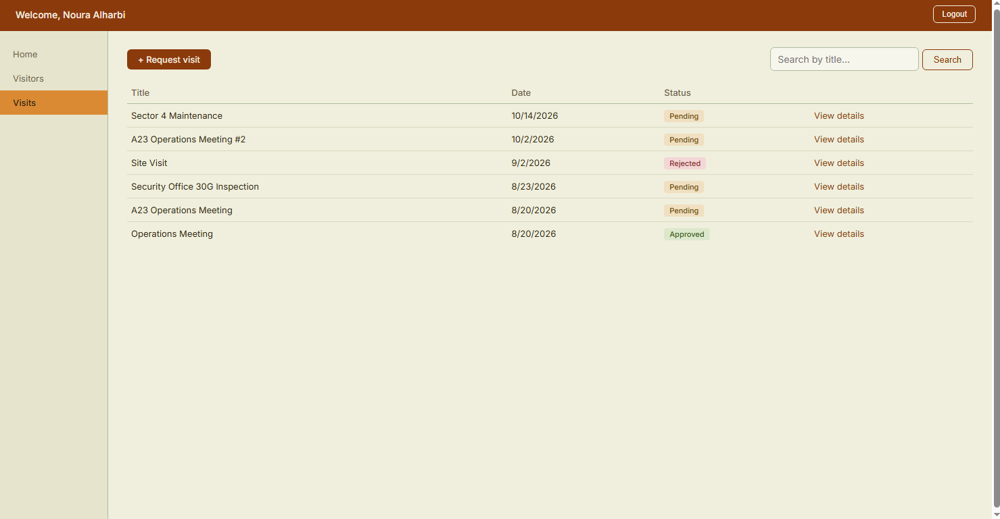 Welcome, Noura Alharbi
Logout
Home
Visitors
Visits
+ Request visit
Search by title...
Search
Title Date Status
Sector 4 Maintenance 10/14/2026 Pending View details
A23 Operations Meeting #2 10/2/2026 Pending View details
Site Visit 9/2/2026 Rejected View details
Security Office 30G Inspection 8/23/2026 Pending View details
A23 Operations Meeting 8/20/2026 Pending View details
Operations Meeting 8/20/2026 Approved View details